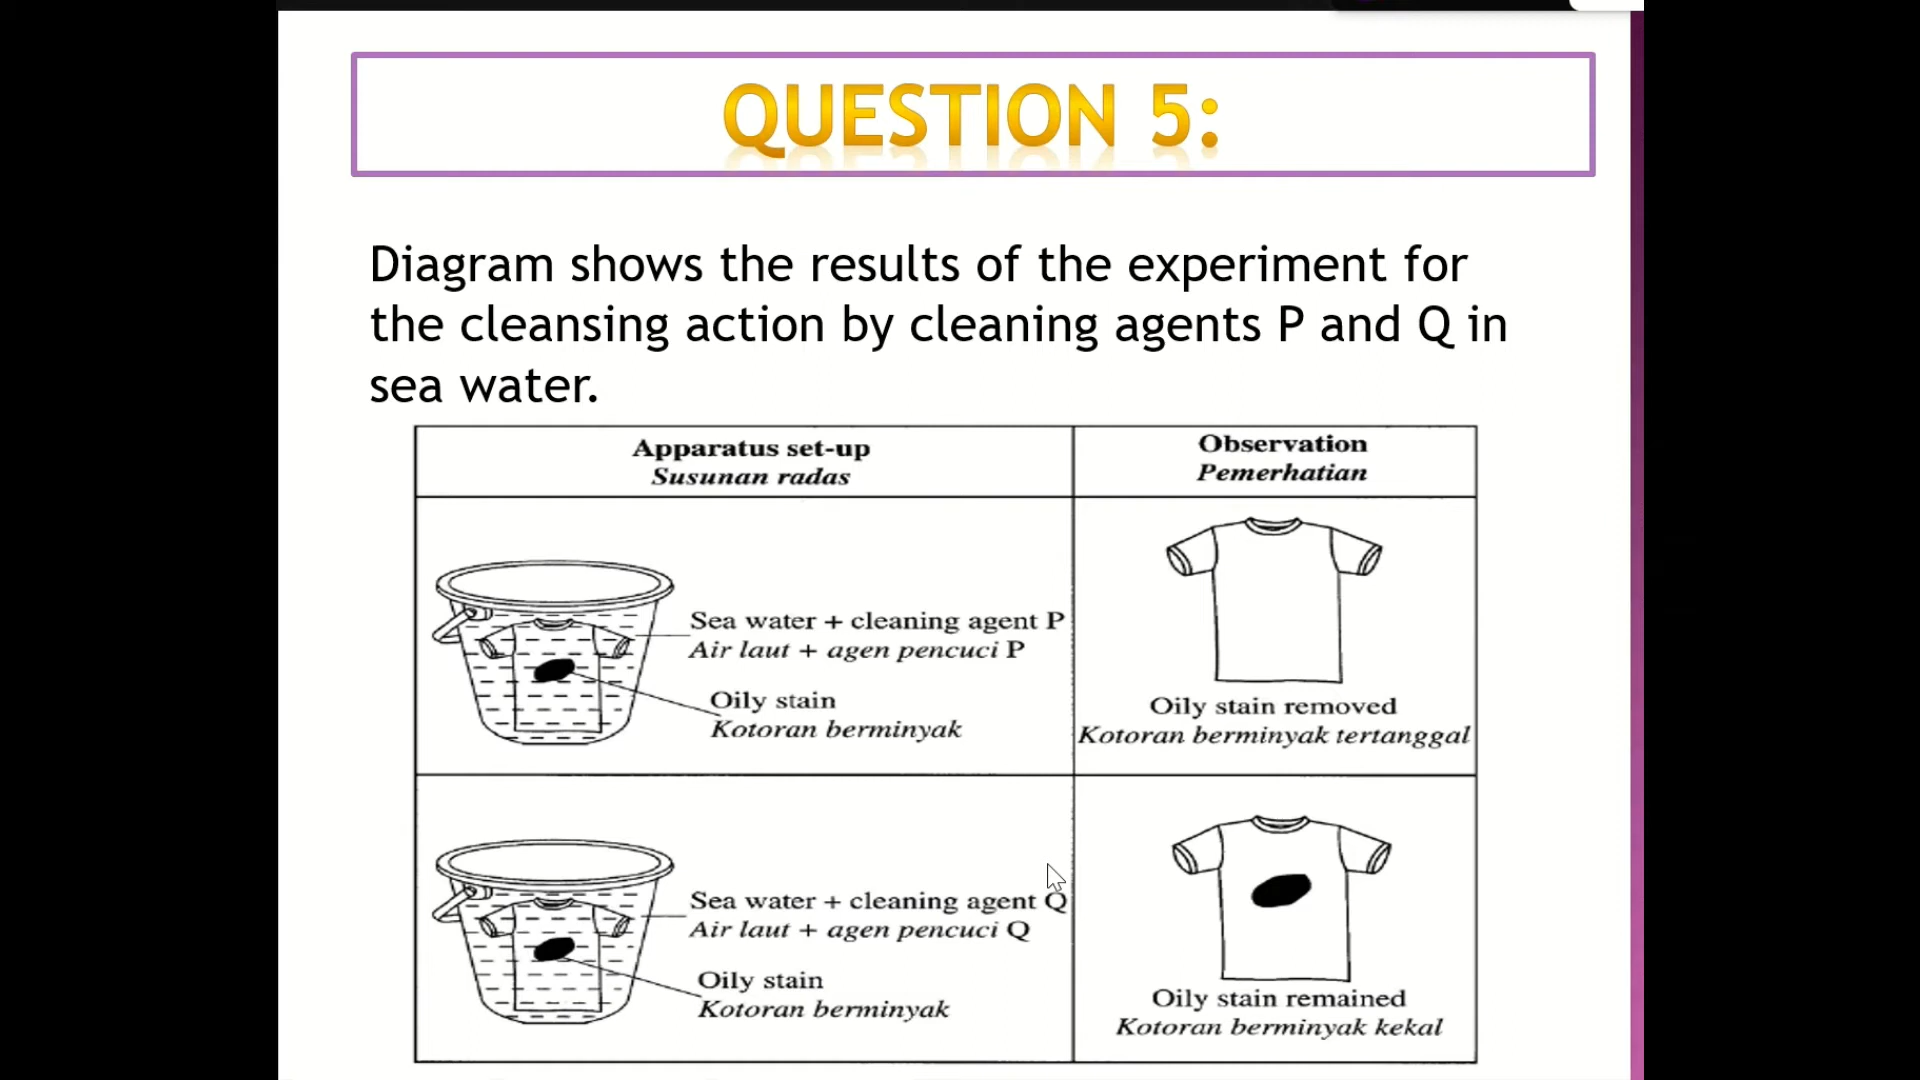 QUESTION 5:
Diagram shows the results of the experiment for
the cleansing action by cleaning agents P and Q in
sea water.
Apparatus set-up
Susunan radas
Observation
Pemerhatian
Sea water + cleaning agent P
Air laut + agen pencuci P
Oily stain
Kotoran berminyak
Oily stain removed
Kotoran berminyak tertanggal
Sea water + cleaning agent Q
Air laut + agen pencuci Q
Oily stain
Kotoran berminyak
Oily stain remained
Kotoran berminyak kekal